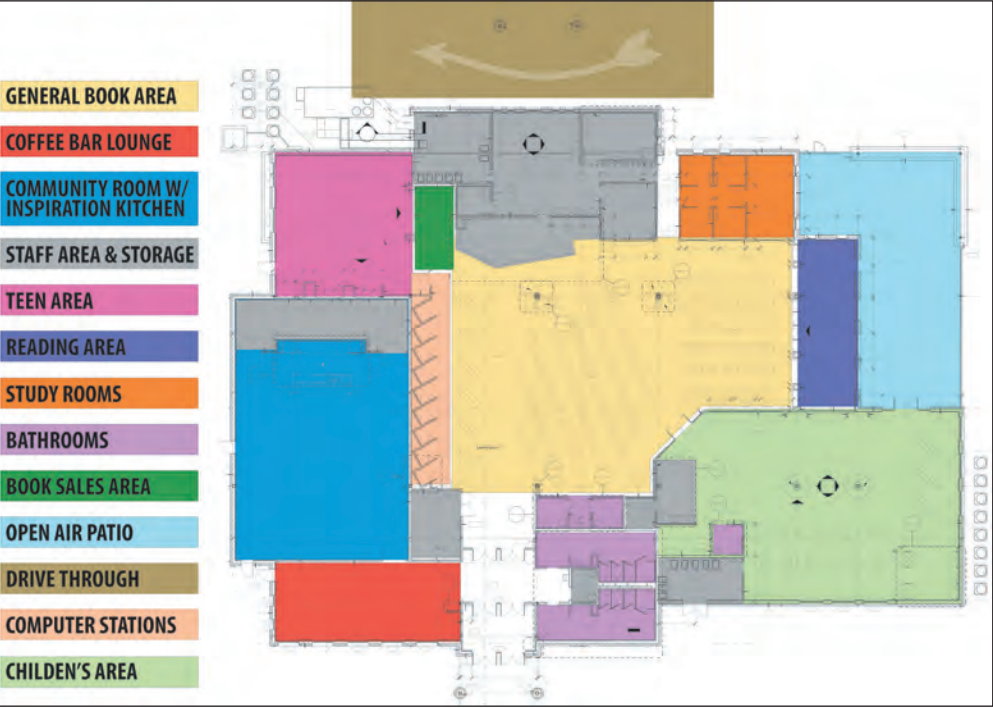 GENERAL BOOK AREA
COFFEE BAR LOUNGE
COMMUNITY ROOM W/
INSPIRATION KITCHEN
STAFF AREA & STORAGE
TEEN AREA
READING AREA
STUDY ROOMS
BATHROOMS
BOOK SALES AREA
OPEN AIR PATIO
DRIVE THROUGH
COMPUTER STATIONS
CHILDEN'S AREA